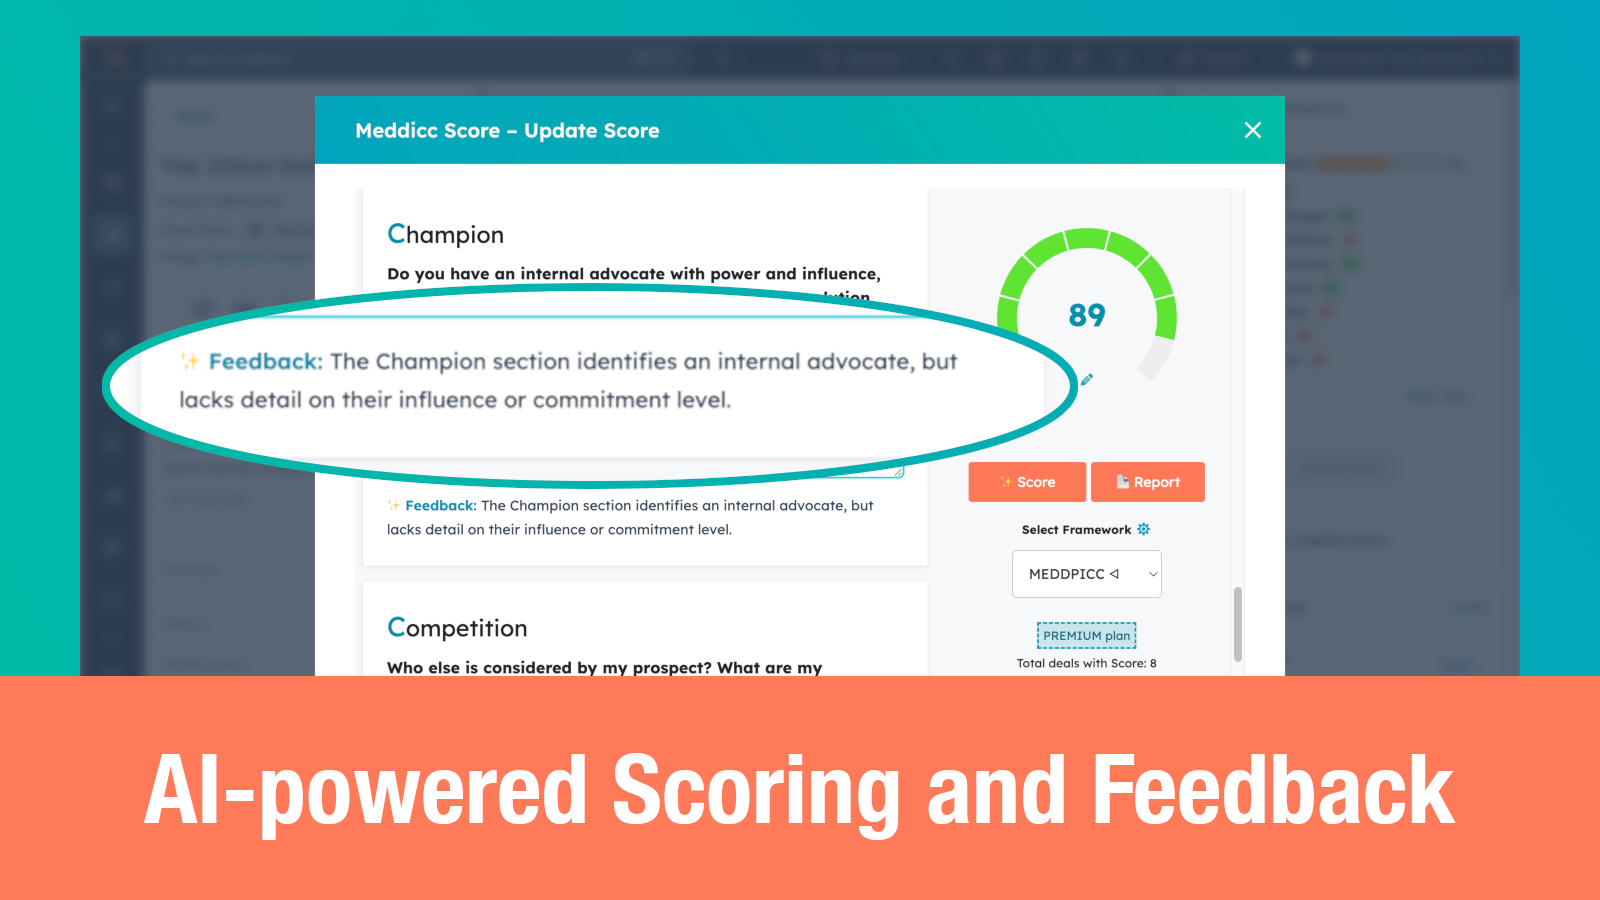 Meddicc Score – Update Score
Champion
Do you have an internal advocate with power and influence,
✨ Feedback: The Champion section identifies an internal advocate, but
lacks detail on their influence or commitment level.
✨ Feedback: The Champion section identifies an internal advocate, but
lacks detail on their influence or commitment level.
Competition
Who else is considered by my prospect? What are my
89
✨ Score
Report
Select Framework
MEDDPICC ᐊ
PREMIUM plan
Total deals with Score: 8
AI-powered Scoring and Feedback